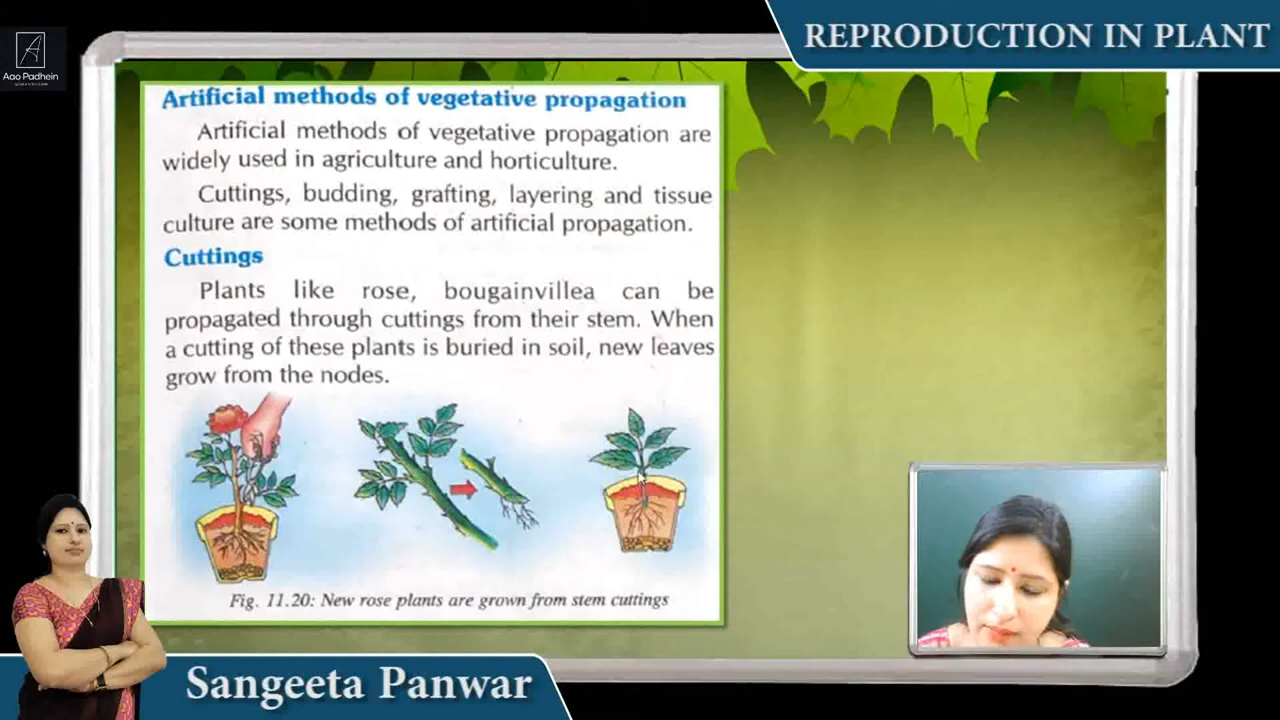 REPRODUCTION IN PLANT
Aao Padhein
Artificial methods of vegetative propagation
Artificial methods of vegetative propagation are
widely used in agriculture and horticulture.
Cuttings, budding, grafting, layering and tissue
culture are some methods of artificial propagation.
Cuttings
Plants like rose, bougainvillea can be
propagated through cuttings from their stem. When
a cutting of these plants is buried in soil, new leaves
grow from the nodes.
Fig. 11.20: New rose plants are grown from stem cuttings
Sangeeta Panwar